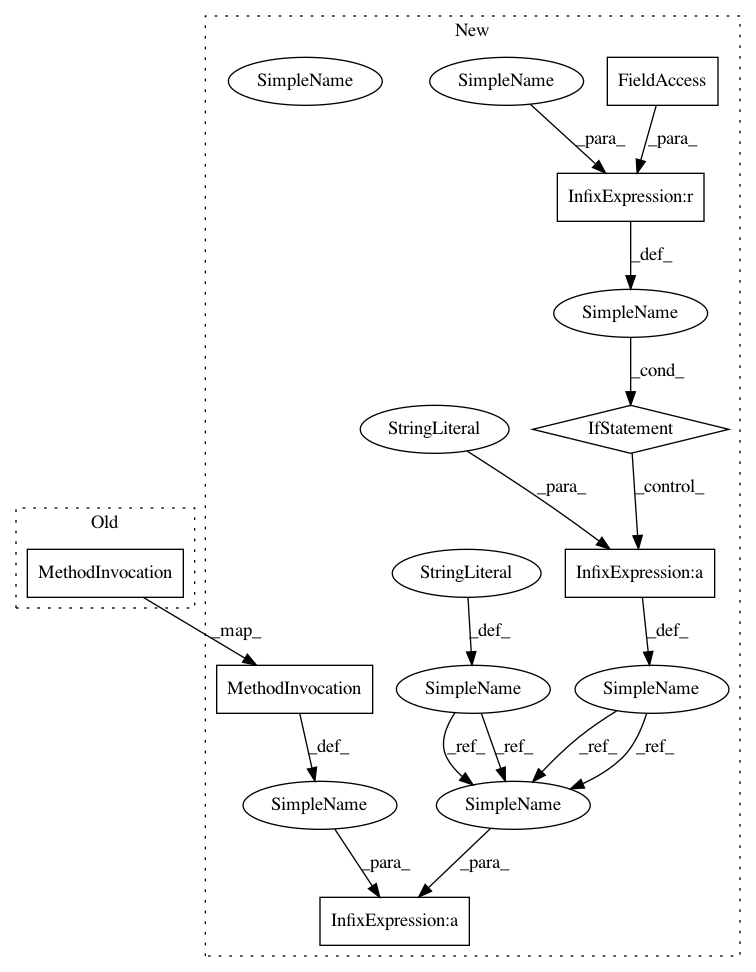 New
SimpleName
SimpleName
FieldAccess
_para_
_para_
InfixExpression:r
_def_
SimpleName
_cond_
StringLiteral
IfStatement
_para_
_control_
Old
MethodInvocation
StringLiteral
InfixExpression:a
_map_
_def_
_def_
MethodInvocation
SimpleName
SimpleName
_def_
_ref_
_ref_
_ref_
_ref_
SimpleName
SimpleName
_para_
_para_
InfixExpression:a